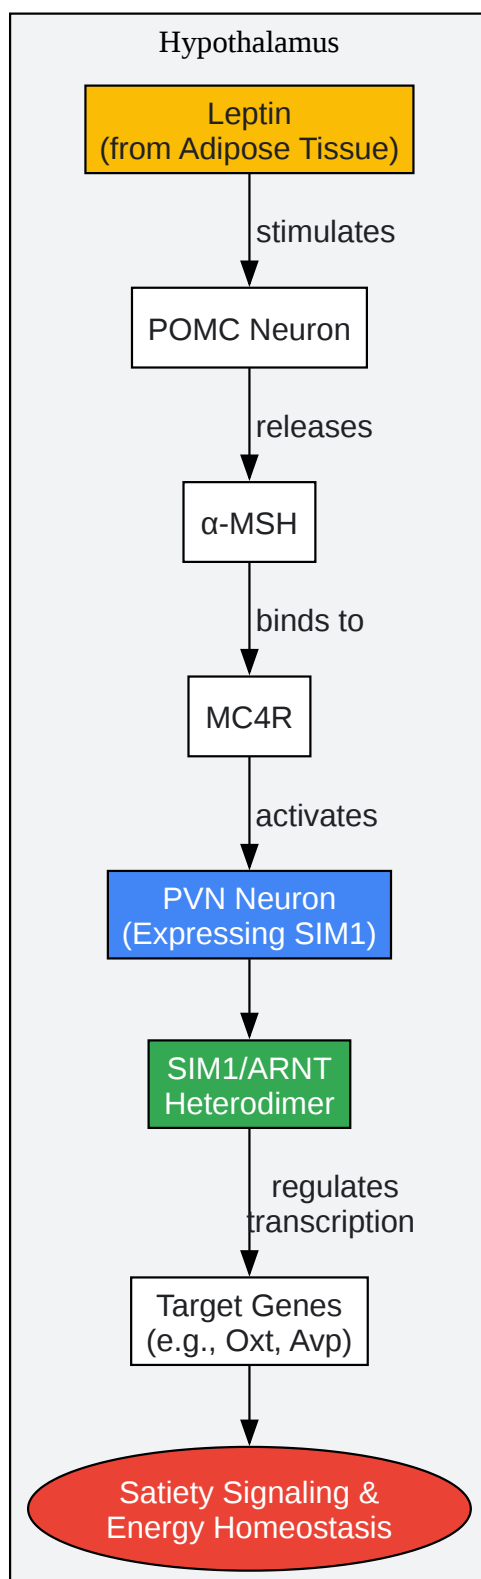 Hypothalamus
Leptin
(from Adipose Tissue)
stimulates
POMC Neuron
releases
α-MSH
binds to
MC4R
activates
PVN Neuron
(Expressing SIM1)
SIM1/ARNT
Heterodimer
regulates
transcription
Target Genes
(e.g., Oxt, Avp)
Satiety Signaling &
Energy Homeostasis